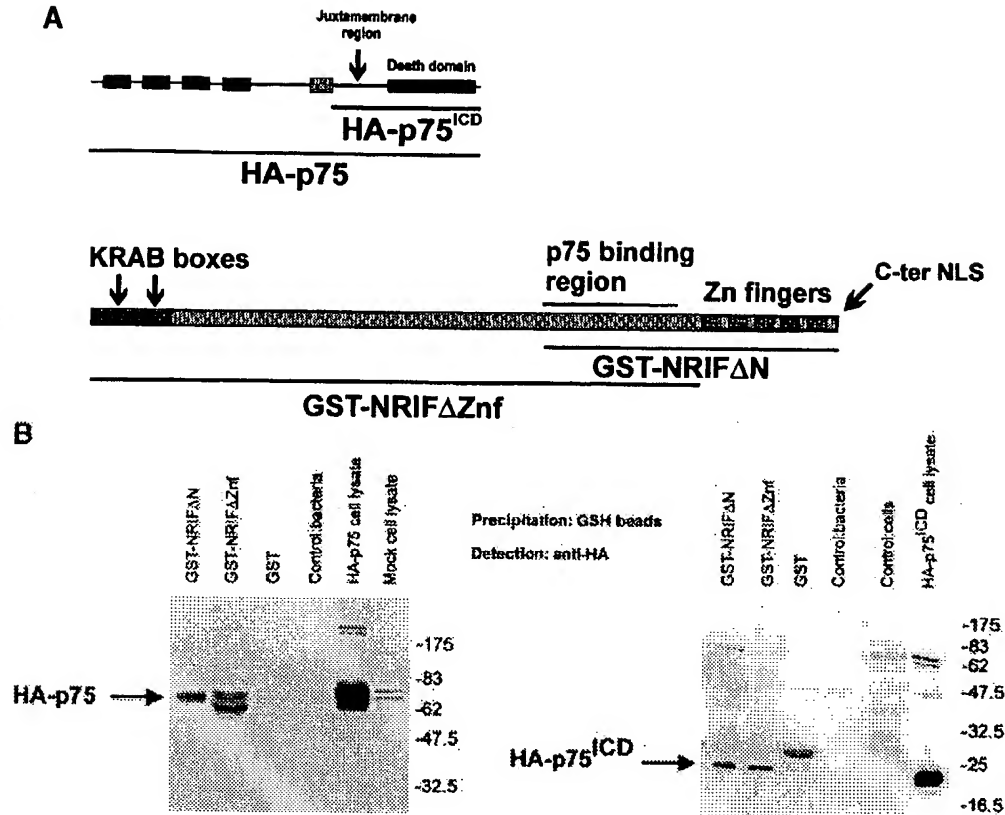 A
Juxtamembrane
region
Death domain
HA-p75ICD
HA-p75
KRAB boxes
p75 binding
region
Zn fingers
C-ter NLS
GST-NRIFΔN
GST-NRIFΔZnf
B
GST-NRIFΔN
GST-NRIFΔZnf
GST
Control:bacteria
HA-p75 cell lysate
Mock cell lysate
Precipitation: GSH beads
Detection: anti-HA
GST-NRIFΔN
GST-NRIFΔZnf
GST
Control:bacteria
Control:cells
HA-p75ICD cell lysate
HA-p75
-175
-83
-62
-47.5
-32.5
HA-p75ICD
-175
-83
-62
-47.5
-32.5
-25
-16.5